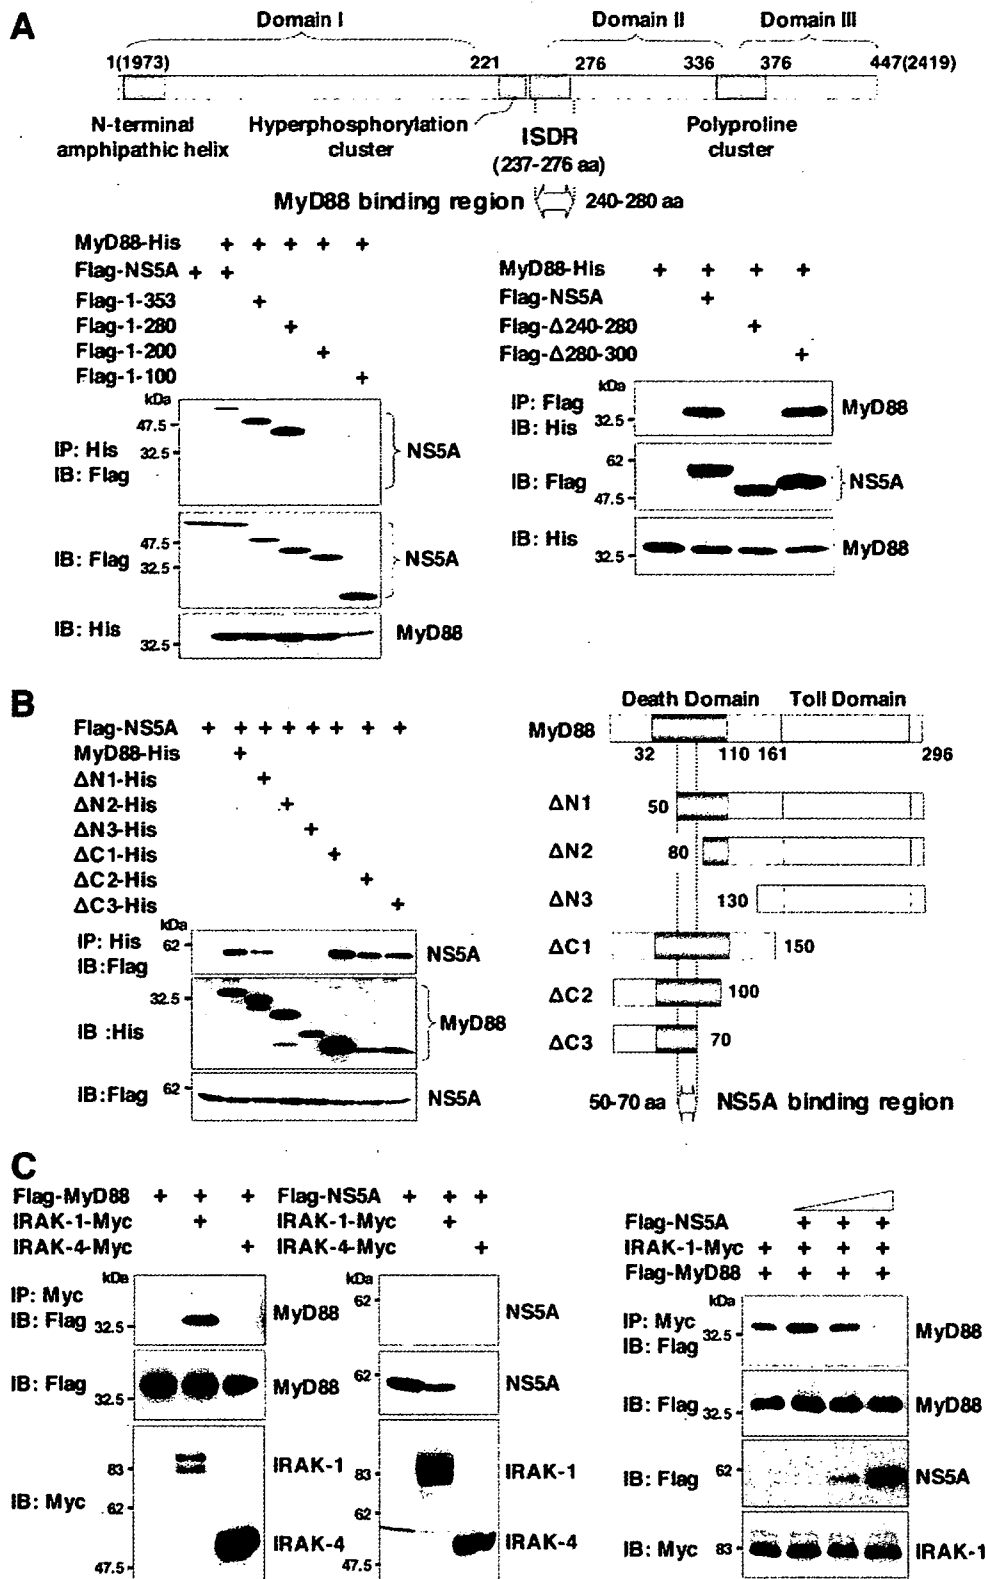 A
Domain I
Domain II
Domain III
1(1973)
221
276
336
376
447(2419)
N-terminal
amphipathic helix
Hyperphosphorylation
cluster
ISDR
(237-276 aa)
Polyproline
cluster
MyD88 binding region
240-280 aa
MyD88-His + + + + +
Flag-NS5A + +
Flag-1-353 +
Flag-1-280 +
Flag-1-200 +
Flag-1-100 +
kDa
47.5
32.5
IP: His
IB: Flag
NS5A
47.5
32.5
IB: Flag
NS5A
IB: His
32.5
MyD88
MyD88-His + + + +
Flag-NS5A +
Flag-Δ240-280 +
Flag-Δ280-300 +
kDa
IP: Flag
IB: His
32.5
MyD88
62
IB: Flag
47.5
NS5A
IB: His
32.5
MyD88
B
Flag-NS5A + + + + + + + +
MyD88-His +
ΔN1-His +
ΔN2-His +
ΔN3-His +
ΔC1-His +
ΔC2-His +
ΔC3-His +
kDa
IP: His
IB:Flag
62
NS5A
32.5
IB :His
MyD88
62
IB:Flag
NS5A
Death Domain
Toll Domain
MyD88
32
110
161
296
ΔN1
50
ΔN2
80
ΔN3
130
ΔC1
150
ΔC2
100
ΔC3
70
50-70 aa
NS5A binding region
C
Flag-MyD88 + + +
IRAK-1-Myc +
IRAK-4-Myc +
kDa
IP: Myc
IB: Flag
32.5
MyD88
IB: Flag
32.5
MyD88
83
62
47.5
IB: Myc
IRAK-1
IRAK-4
Flag-NS5A + + +
IRAK-1-Myc +
IRAK-4-Myc +
kDa
62
NS5A
62
NS5A
83
62
47.5
IRAK-1
IRAK-4
Flag-NS5A + + +
IRAK-1-Myc + + + +
Flag-MyD88 + + + +
kDa
IP: Myc
IB: Flag
32.5
MyD88
IB: Flag
32.5
MyD88
IB: Flag
62
NS5A
IB: Myc
83
IRAK-1